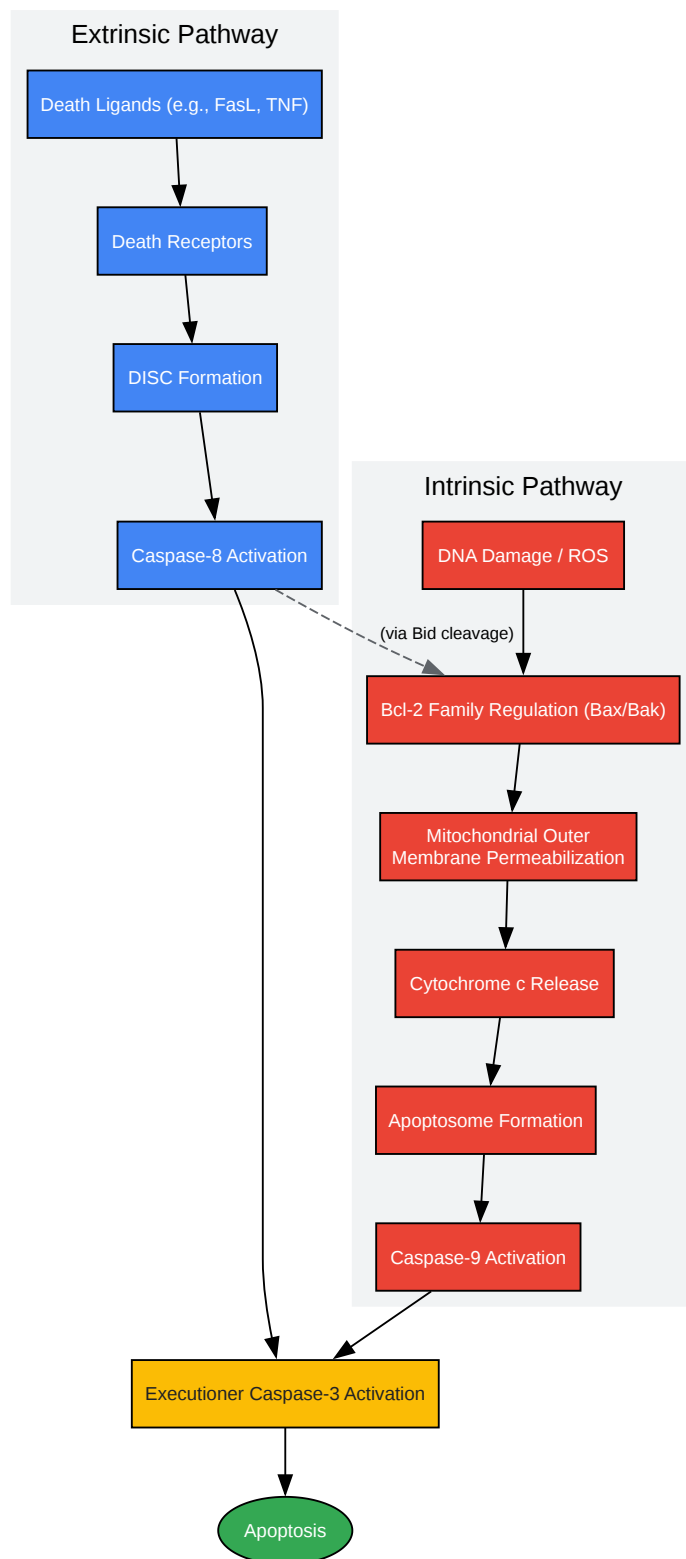 Extrinsic Pathway
Death Ligands (e.g., FasL, TNF)
Death Receptors
DISC Formation
Caspase-8 Activation
Intrinsic Pathway
DNA Damage / ROS
(via Bid cleavage)
Bcl-2 Family Regulation (Bax/Bak)
Mitochondrial Outer
Membrane Permeabilization
Cytochrome c Release
Apoptosome Formation
Caspase-9 Activation
Executioner Caspase-3 Activation
Apoptosis